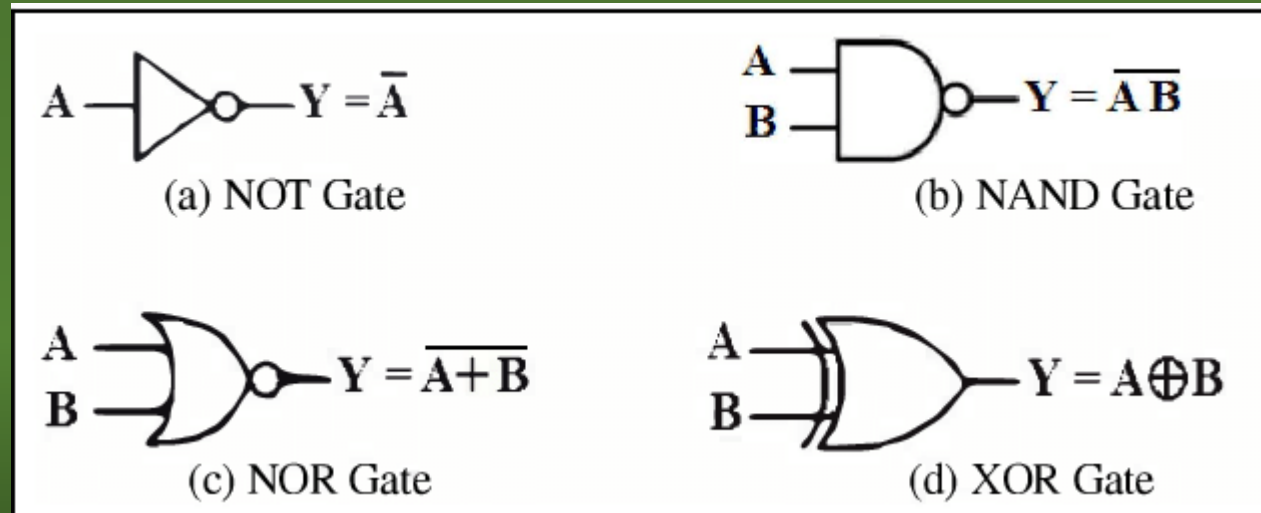 A Y = A̅
(a) NOT Gate
A
B
Y = A̅ ̅B̅
(b) NAND Gate
A
B
Y = A̅+̅B̅
(c) NOR Gate
A
B
Y = A⊕B
(d) XOR Gate